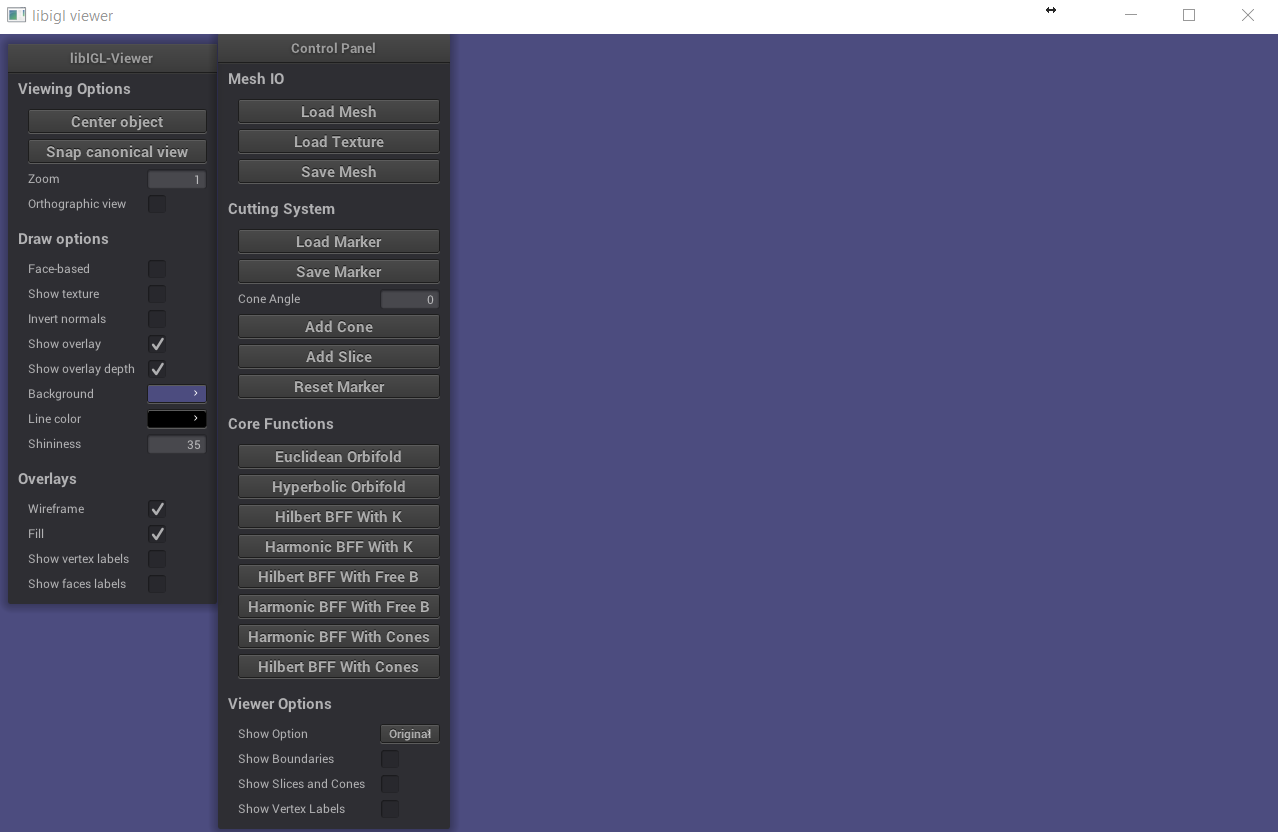 libigl viewer
libIGL-Viewer
Viewing Options
Center object
Snap canonical view
Zoom 1
Orthographic view
Draw options
Face-based
Show texture
Invert normals
Show overlay
Show overlay depth
Background
Line color
Shininess 35
Overlays
Wireframe
Fill
Show vertex labels
Show faces labels
Control Panel
Mesh IO
Load Mesh
Load Texture
Save Mesh
Cutting System
Load Marker
Save Marker
Cone Angle 0
Add Cone
Add Slice
Reset Marker
Core Functions
Euclidean Orbifold
Hyperbolic Orbifold
Hilbert BFF With K
Harmonic BFF With K
Hilbert BFF With Free B
Harmonic BFF With Free B
Harmonic BFF With Cones
Hilbert BFF With Cones
Viewer Options
Show Option Original
Show Boundaries
Show Slices and Cones
Show Vertex Labels